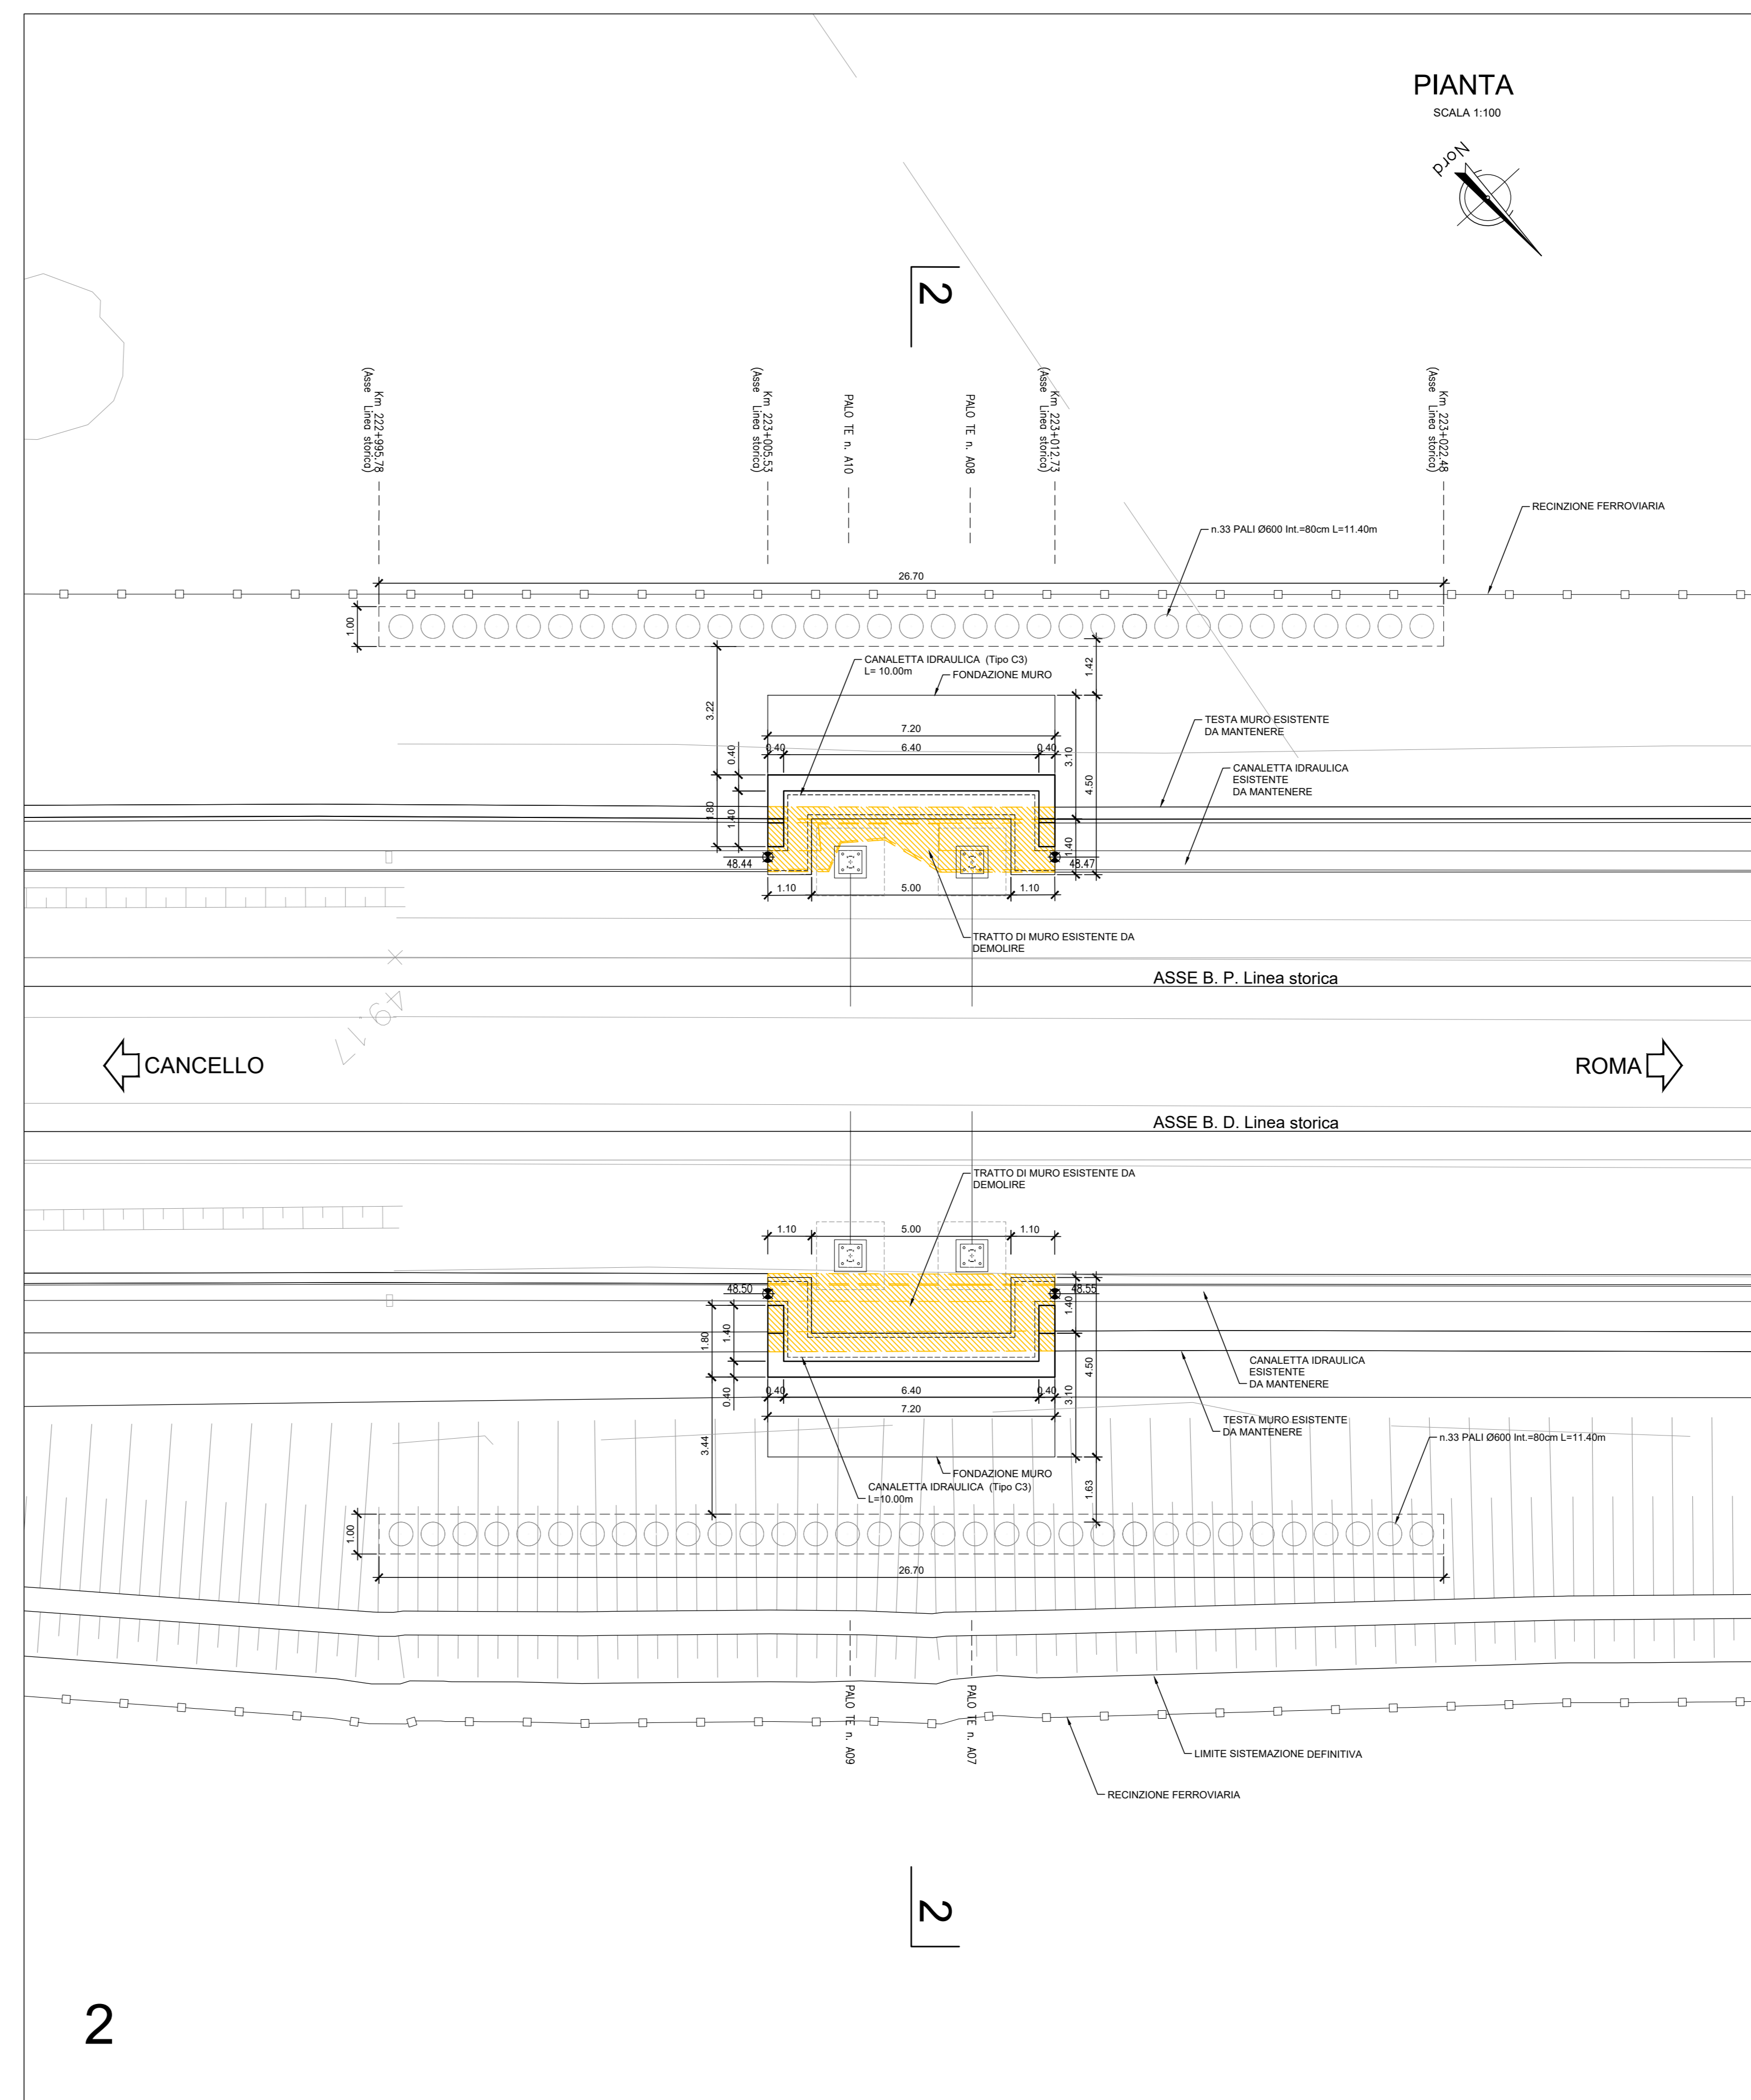 PIANTA
SCALA 1:100
Nord
2
Km 222+995.78
(Asse Linea storica)
Km 223+005.53
(Asse Linea storica)
PALO TE n. A10
PALO TE n. A08
Km 223+012.73
(Asse Linea storica)
Km 223+022.48
(Asse Linea storica)
RECINZIONE FERROVIARIA
n.33 PALI Ø600 Int.=80cm L=11.40m
26.70
1.00
1.42
CANALETTA IDRAULICA (Tipo C3)
L= 10.00m
FONDAZIONE MURO
3.22
7.20
0.40
6.40
0.40
0.40
3.10
4.50
TESTA MURO ESISTENTE
DA MANTENERE
CANALETTA IDRAULICA
ESISTENTE
DA MANTENERE
1.80
1.40
1.40
48.44
48.47
1.10
5.00
1.10
TRATTO DI MURO ESISTENTE DA
DEMOLIRE
ASSE B. P. Linea storica
49.17
CANCELLO
ROMA
ASSE B. D. Linea storica
TRATTO DI MURO ESISTENTE DA
DEMOLIRE
1.10
5.00
1.10
48.50
48.55
1.40
1.80
1.40
4.50
CANALETTA IDRAULICA
ESISTENTE
DA MANTENERE
0.40
0.40
6.40
0.40
3.10
7.20
TESTA MURO ESISTENTE
DA MANTENERE
3.44
n.33 PALI Ø600 Int.=80cm L=11.40m
FONDAZIONE MURO
CANALETTA IDRAULICA (Tipo C3)
L=10.00m
1.63
1.00
26.70
PALO TE n. A09
PALO TE n. A07
LIMITE SISTEMAZIONE DEFINITIVA
RECINZIONE FERROVIARIA
2
2